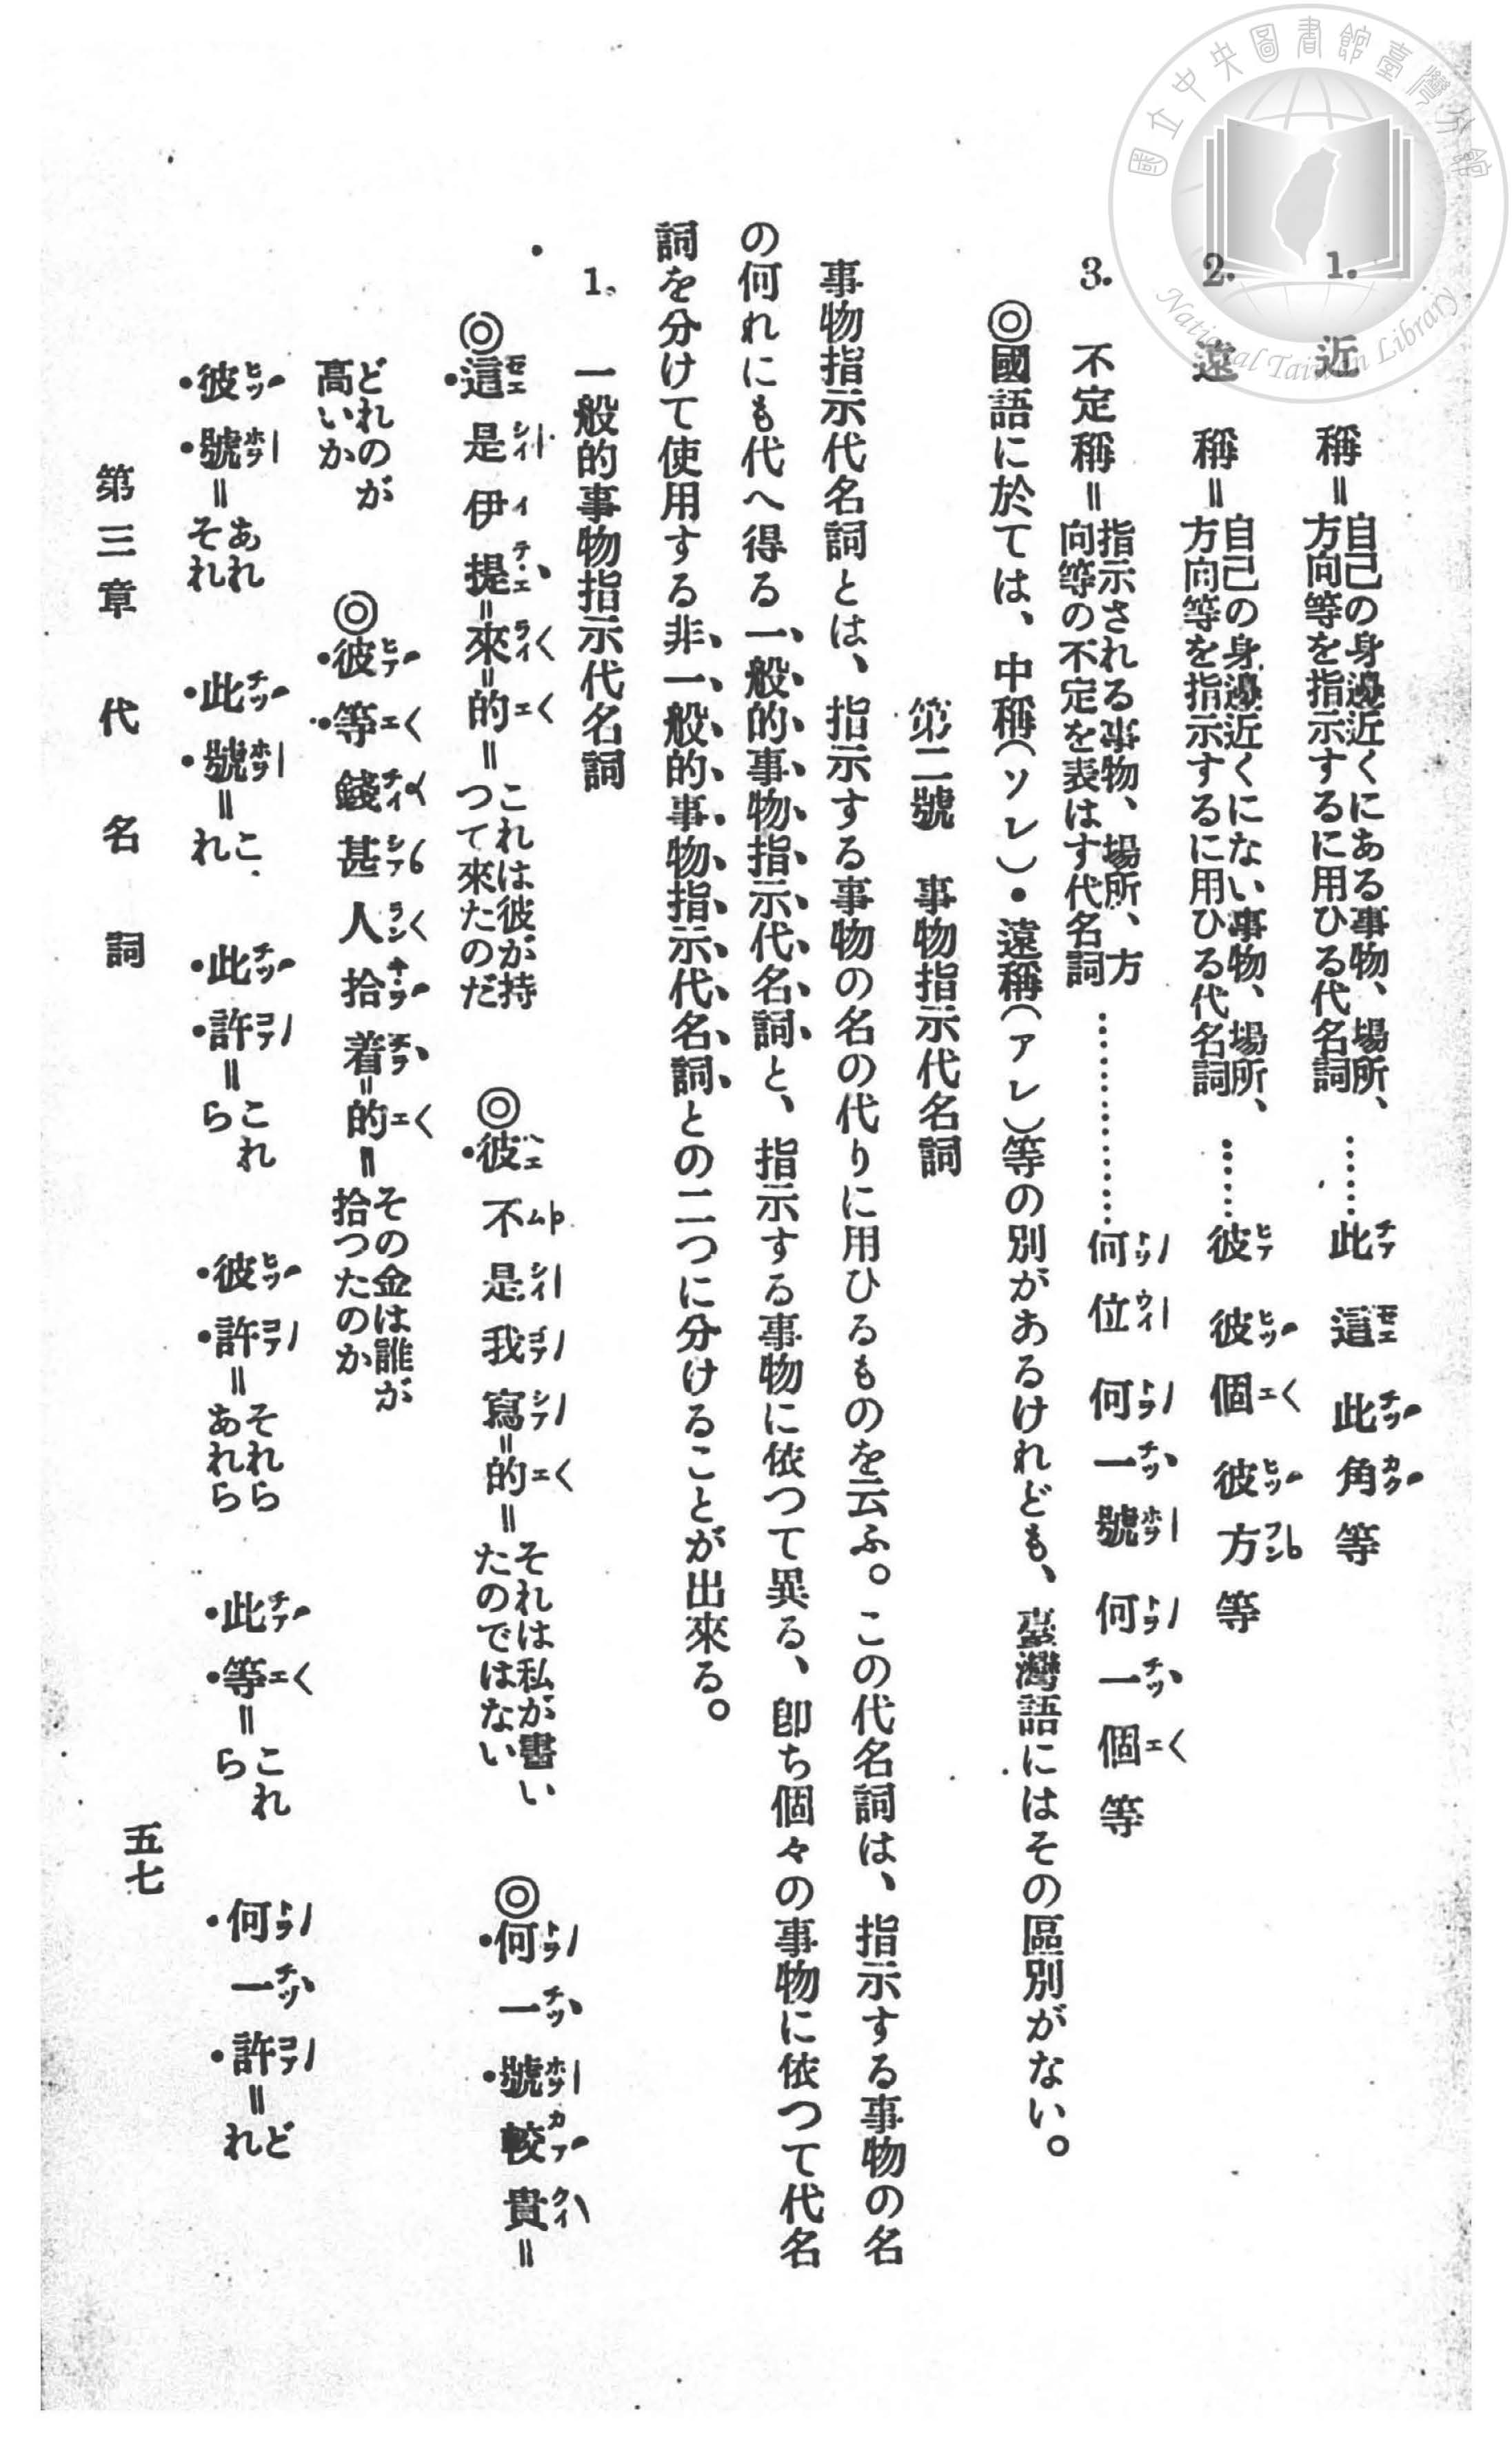 國立中央圖書館臺灣分館
National Taiwan Library
1. 近稱＝自己の身邊近くにある事物、場所、方向等を指示するに用ひる代名詞……此 這 此角等
2. 遠稱＝自己の身邊近くにない事物、場所、方向等を指示するに用ひる代名詞……彼 彼個 彼方等
3. 不定稱＝指示される事物、場所、方向等の不定を表はす代名詞…………何位 何一號 何一個等
◎國語に於ては、中稱(ソレ)・遠稱(アレ)等の別があるけれども、臺灣語にはその區別がない。
第二號 事物指示代名詞
事物指示代名詞とは、指示する事物の名の代りに用ひるものを云ふ。この代名詞は、指示する事物の名
の何れにも代へ得る一般的事物指示代名詞と、指示する事物に依つて異る、卽ち個々の事物に依つて代名
詞を分けて使用する非一般的事物指示代名詞との二つに分けることが出來る。
1. 一般的事物指示代名詞
◎這是伊提＝來＝的＝これは彼が持つて來たのだ ◎彼不是我寫＝的＝それは私が書いたのではない ◎何一號較貴＝
どれのが高いか ◎彼等錢甚人拾着＝的＝その金は誰が拾つたのか
彼號＝あれそれ 此號＝これ 此許＝これら 彼許＝それらあれら 此等＝これら 何一許＝どれ
第三章 代名詞
五七